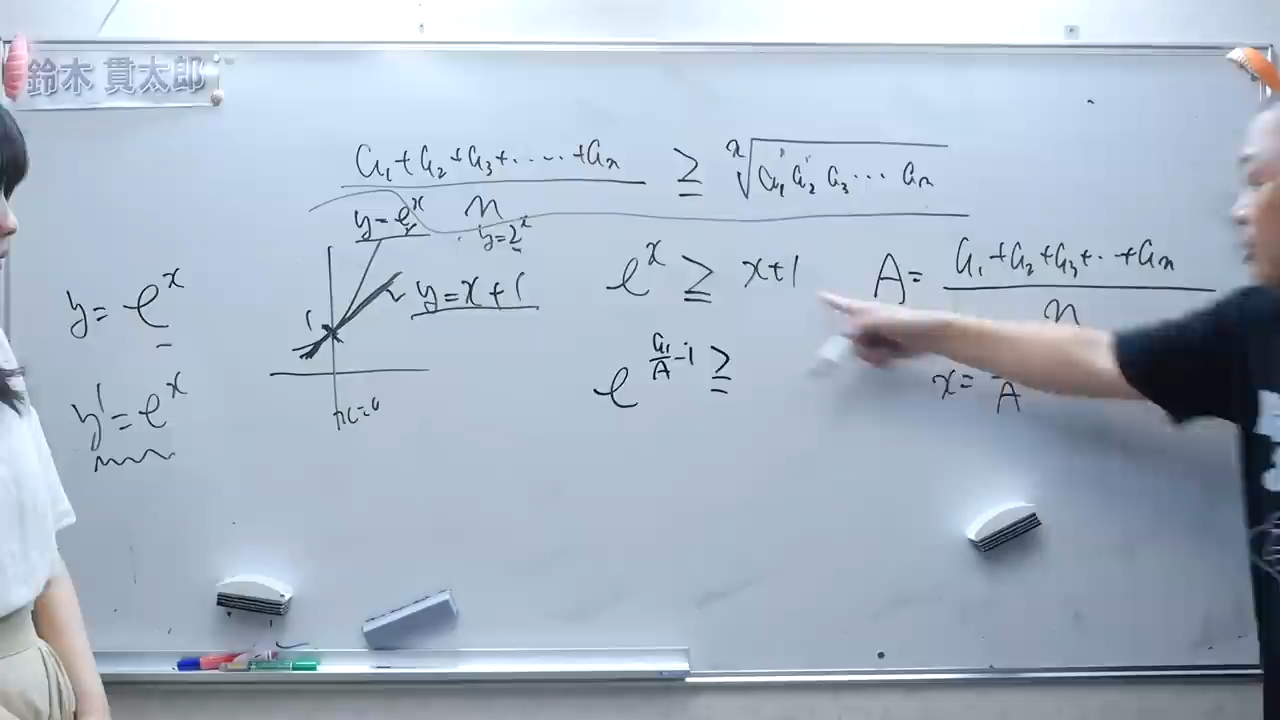 鈴木 貫太郎
a₁+a₂+a₃+·····+aₙ / n ≧ ⁿ√a₁a₂a₃···aₙ
y=eˣ
y=2ˣ
y=eˣ
1
y=x+1
eˣ ≧ x+1
A= a₁+a₂+a₃+··+aₙ / n
y'=eˣ
x=0
e^(a₁/A −1) ≧
x= A